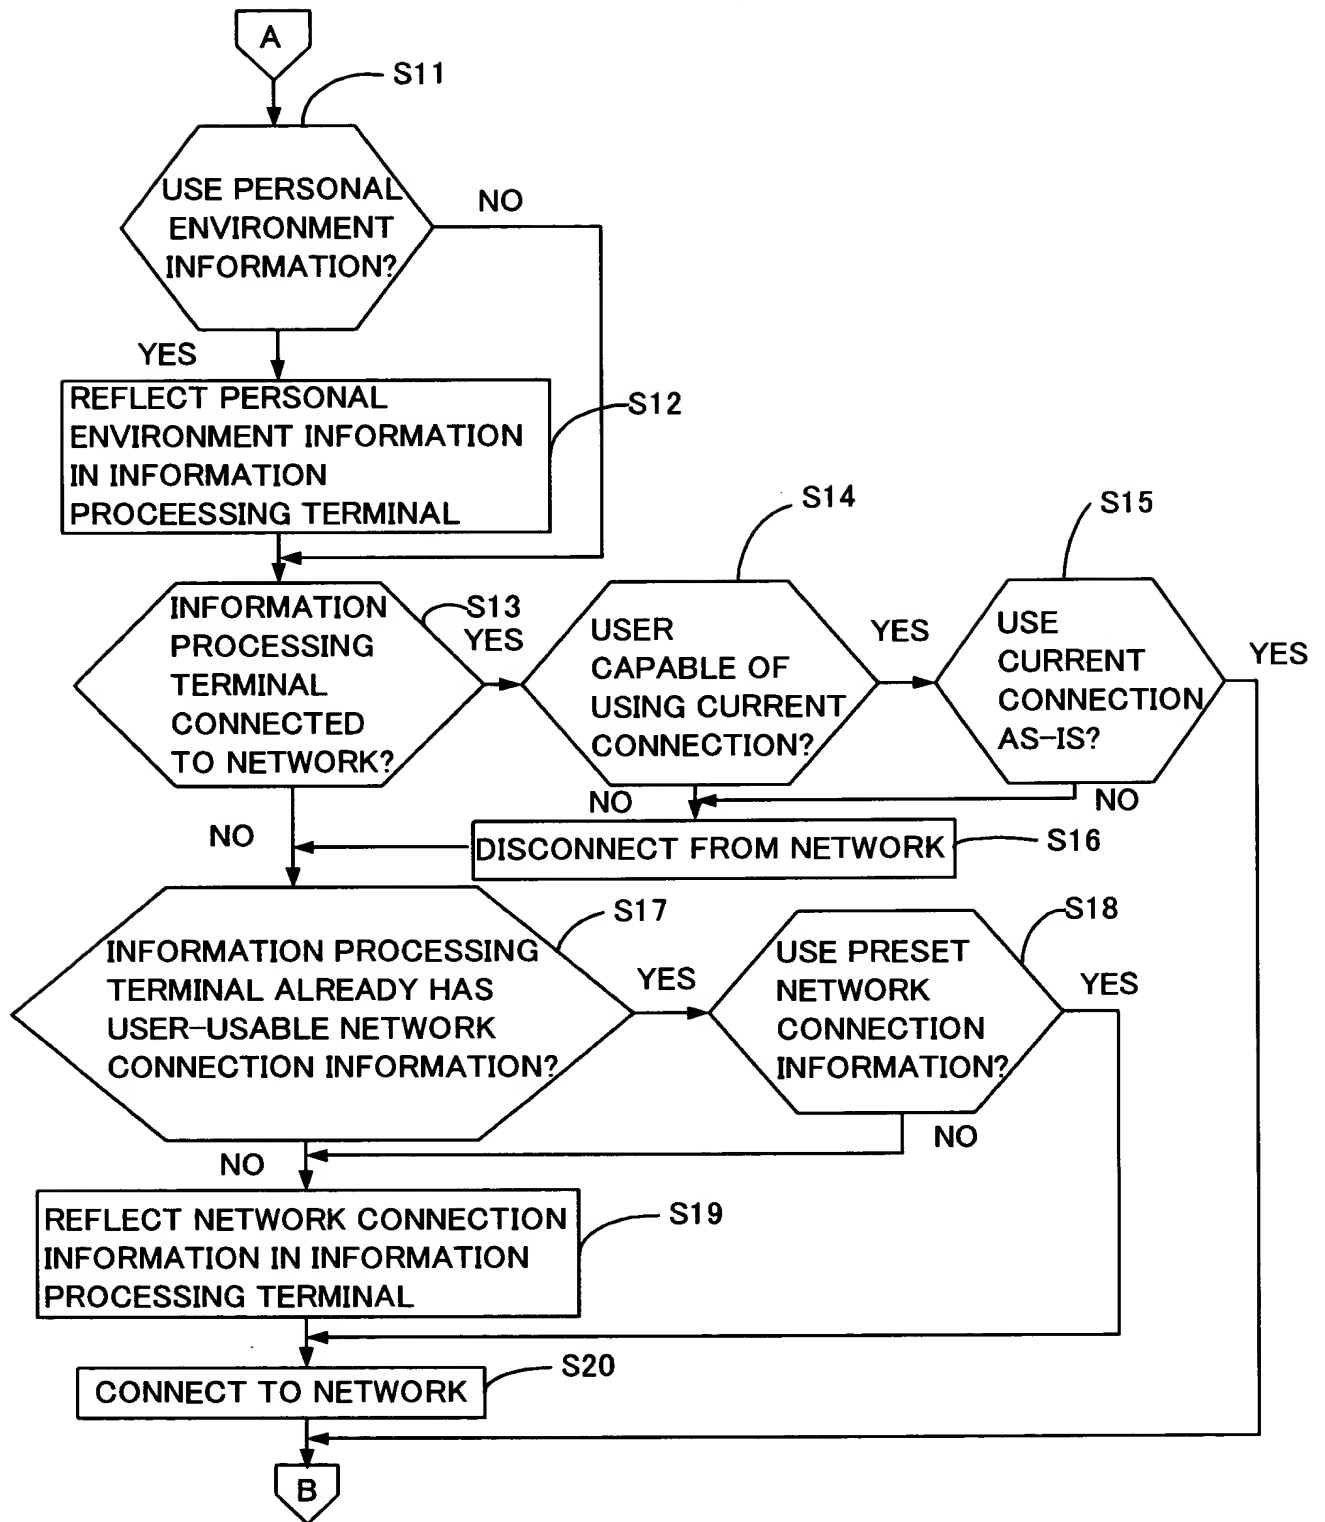 A
S11
USE PERSONAL
ENVIRONMENT
INFORMATION?
NO
YES
REFLECT PERSONAL
ENVIRONMENT INFORMATION
IN INFORMATION
PROCEESSING TERMINAL
S12
S14
S15
INFORMATION
PROCESSING
TERMINAL
CONNECTED
TO NETWORK?
S13
YES
USER
CAPABLE OF
USING CURRENT
CONNECTION?
YES
USE
CURRENT
CONNECTION
AS-IS?
YES
NO
NO
NO
DISCONNECT FROM NETWORK
S16
S17
S18
INFORMATION PROCESSING
TERMINAL ALREADY HAS
USER-USABLE NETWORK
CONNECTION INFORMATION?
YES
USE PRESET
NETWORK
CONNECTION
INFORMATION?
YES
NO
NO
REFLECT NETWORK CONNECTION
INFORMATION IN INFORMATION
PROCESSING TERMINAL
S19
S20
CONNECT TO NETWORK
B